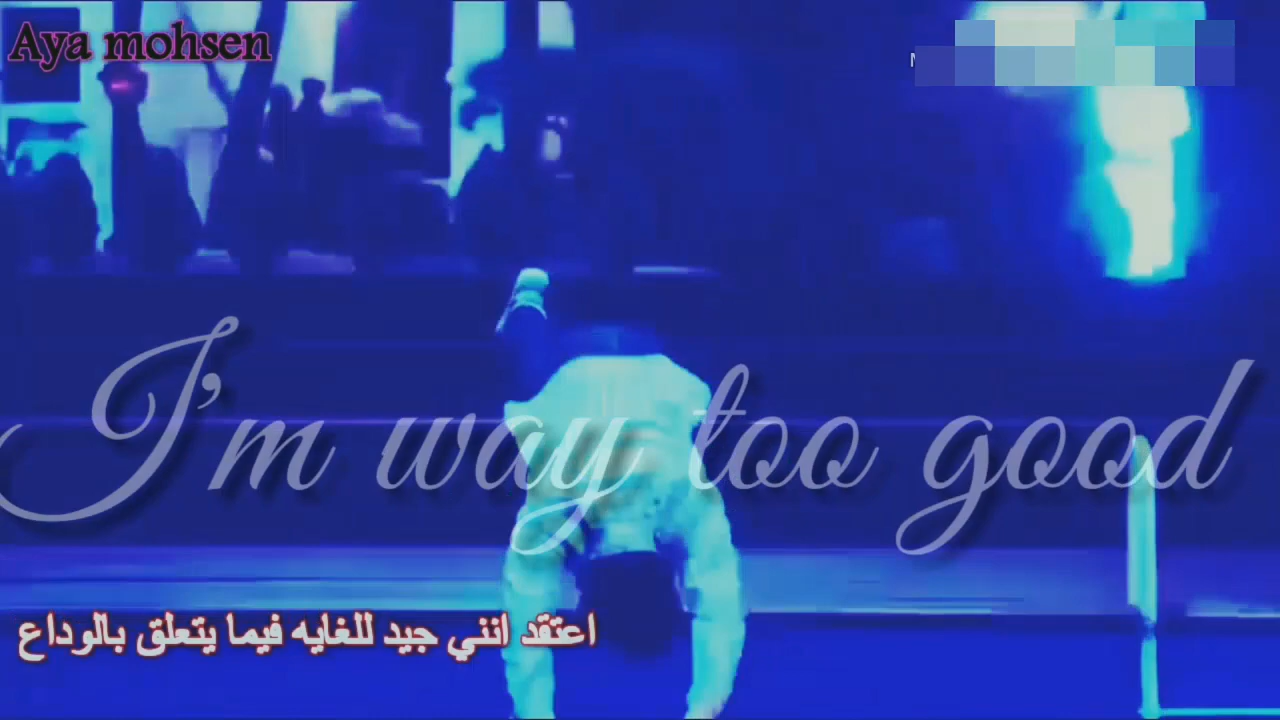 Aya mohsen
I'm way too good
اعتقد انني جيد للغايه فيما يتعلق بالوداع